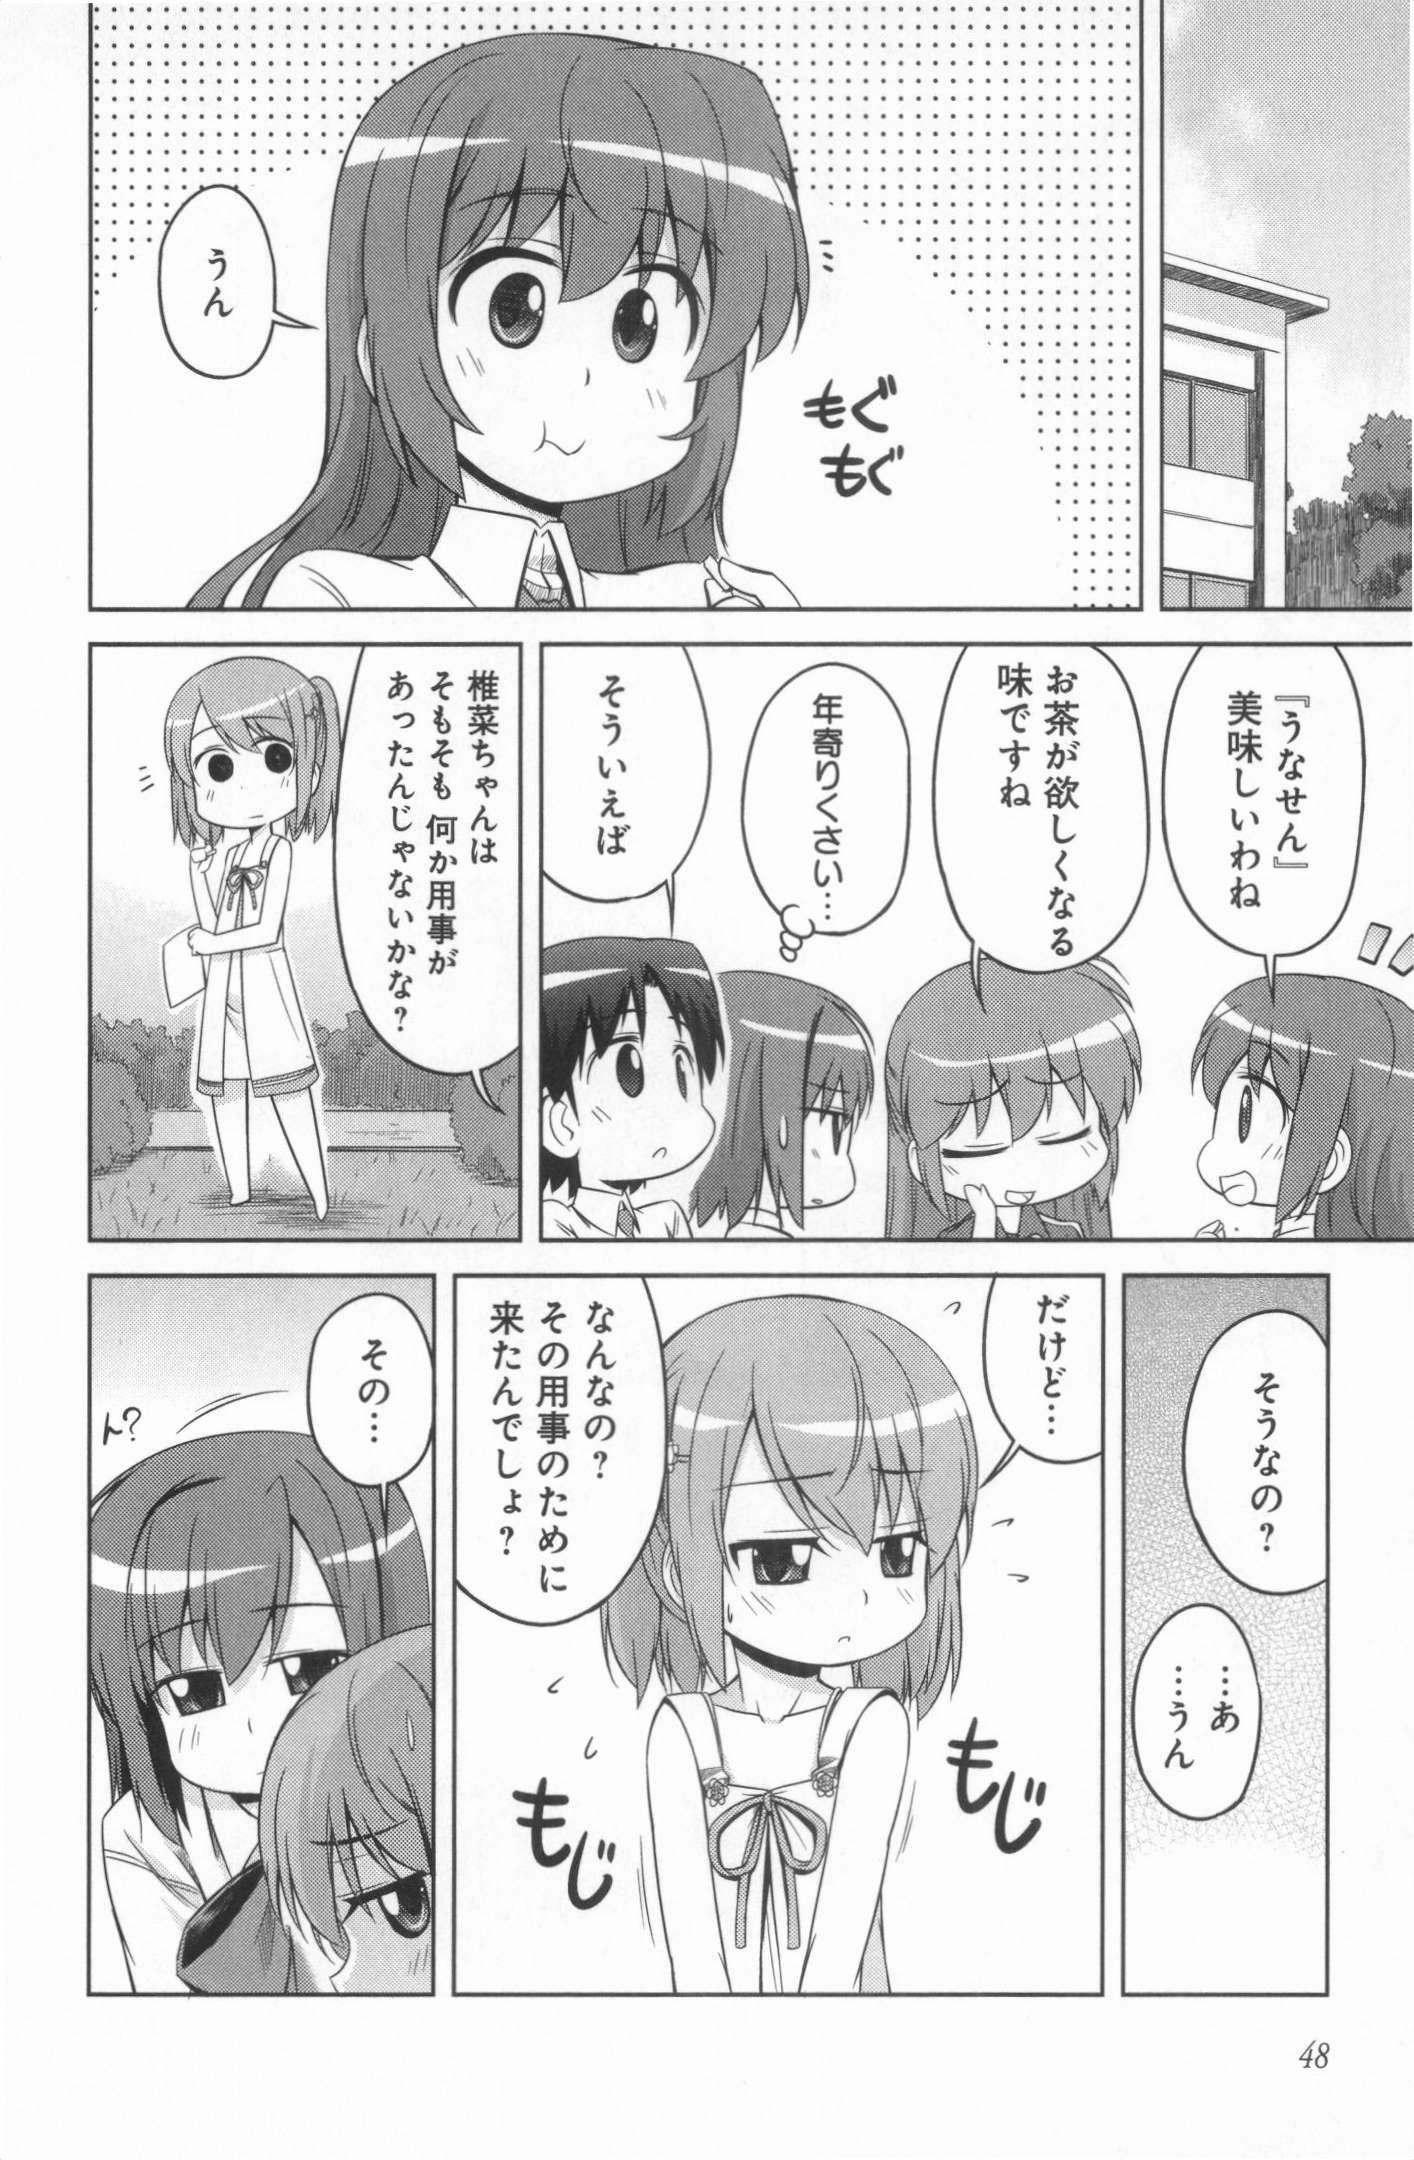 もぐ
もぐ
うん
『うなせん』
美味しいわね
お茶が欲しくなる
味ですね
年寄りくさい…
そういえば
椎菜ちゃんは
そもそも 何か用事が
あったんじゃないかな？
そうなの？
…あ
…うん
だけど…
もじ
もじ
なんなの？
その用事のために
来たんでしょ？
その…
ん？
48